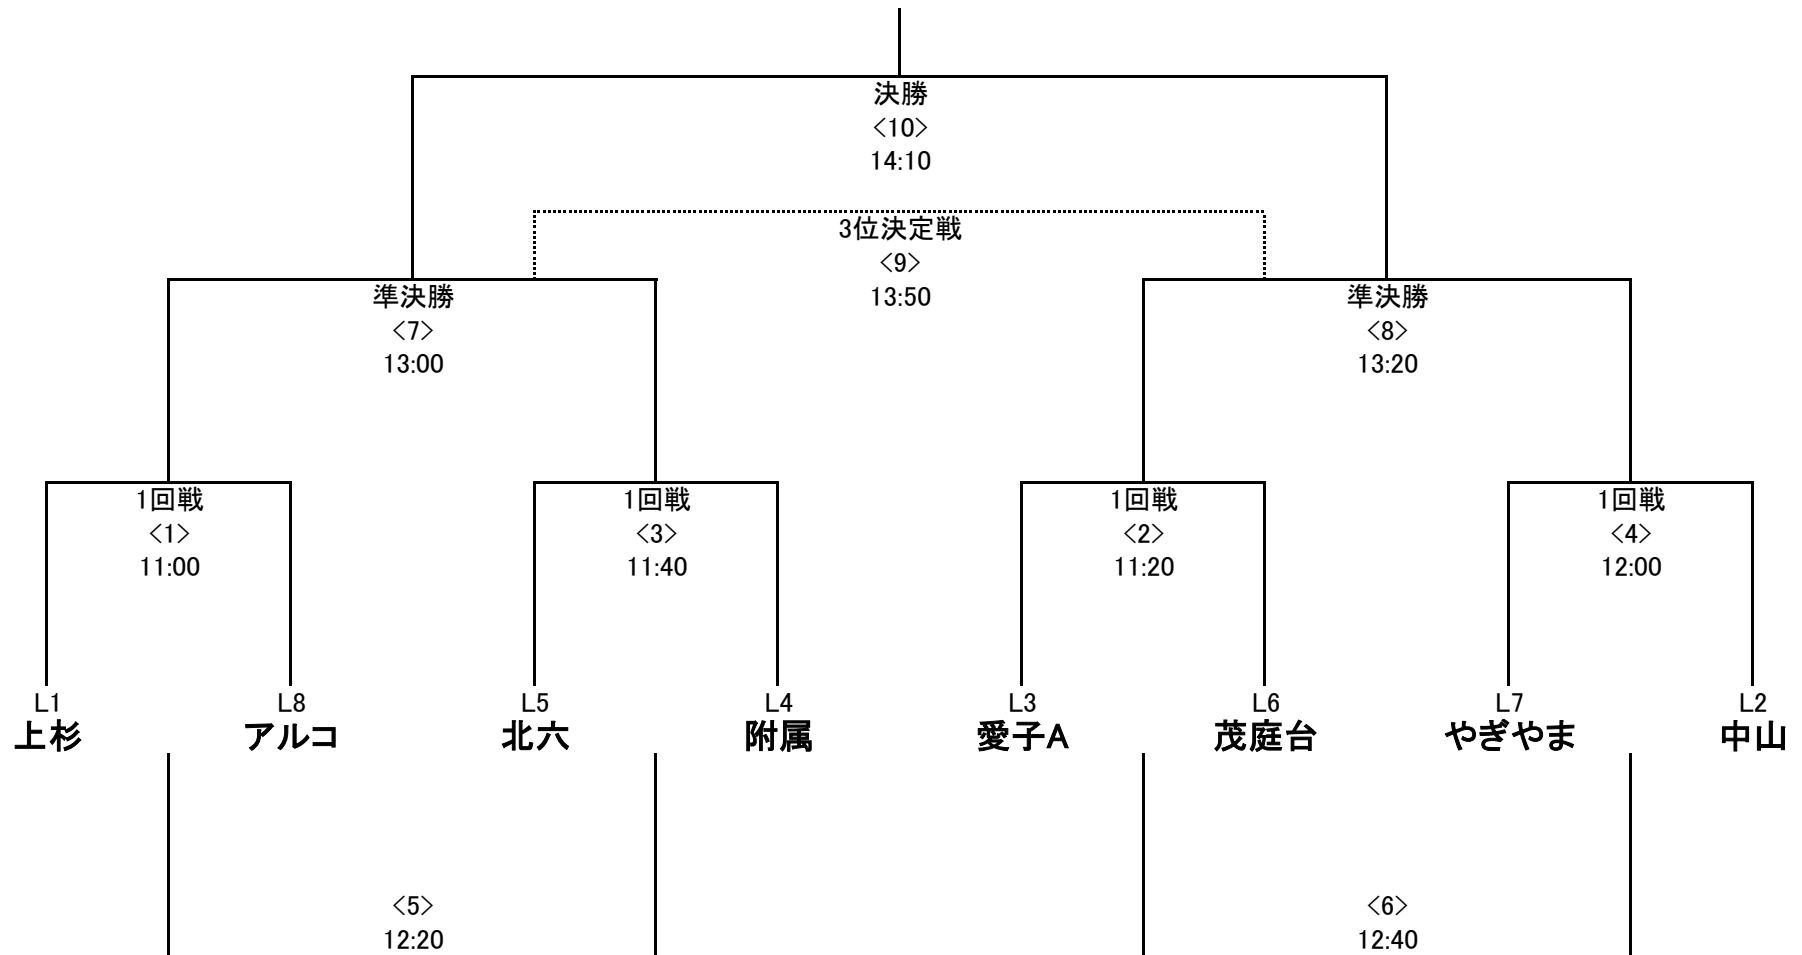 決勝
<10>
14:10
3位決定戦
<9>
13:50
準決勝
<7>
13:00
準決勝
<8>
13:20
1回戦
<1>
11:00
1回戦
<3>
11:40
1回戦
<2>
11:20
1回戦
<4>
12:00
L1
上杉
L8
アルコ
L5
北六
L4
附属
L3
愛子A
L6
茂庭台
L7
やぎやま
L2
中山
<5>
12:20
<6>
12:40